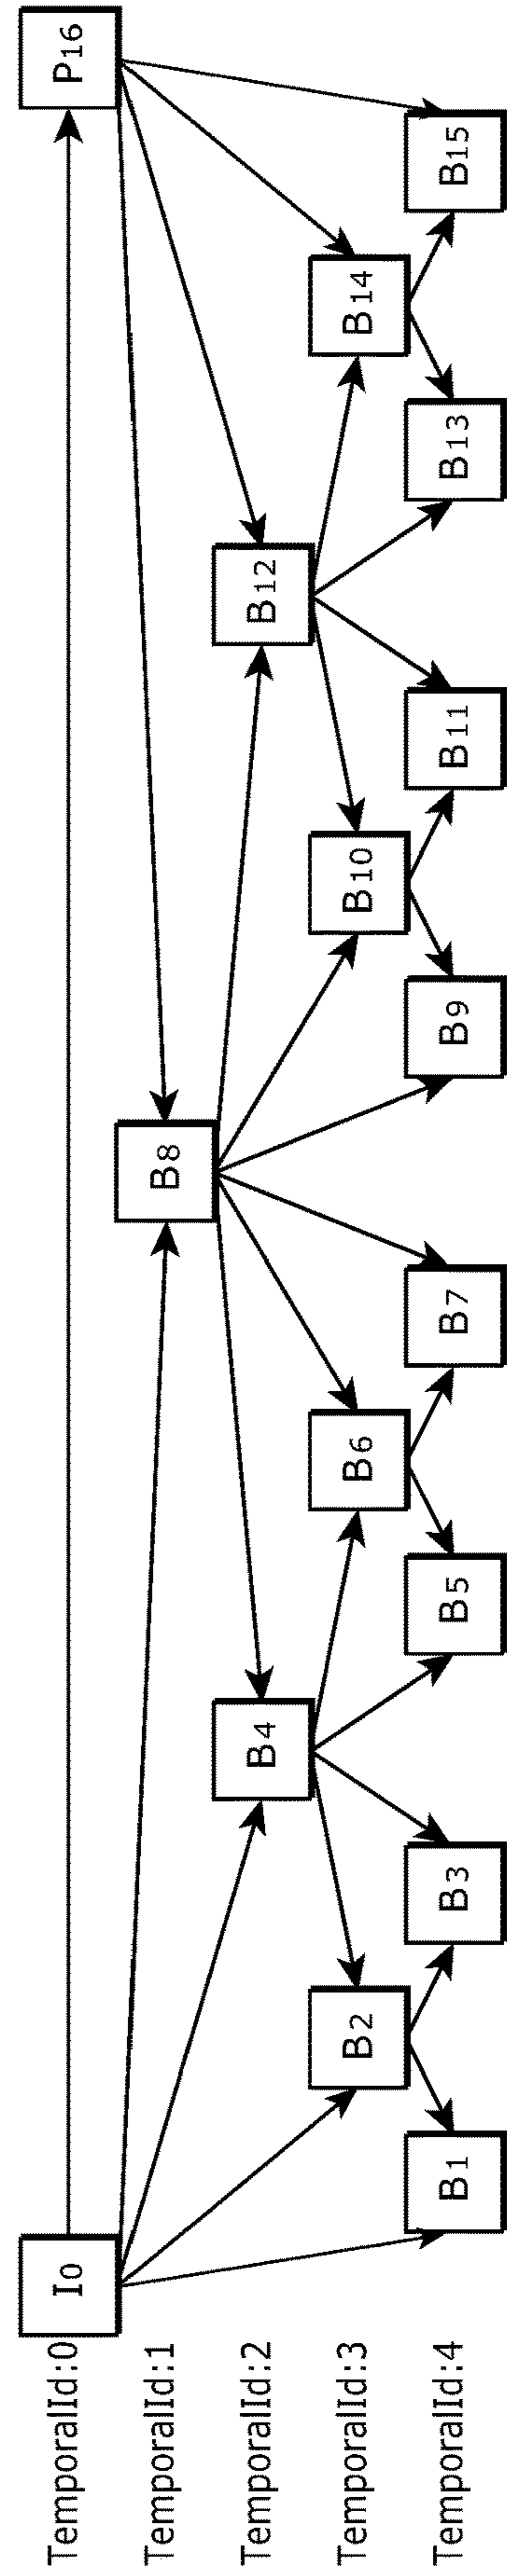 TemporalId:0 I0 P16
TemporalId:1 B8
TemporalId:2 B4 B12
TemporalId:3 B2 B6 B10 B14
TemporalId:4 B1 B3 B5 B7 B9 B11 B13 B15